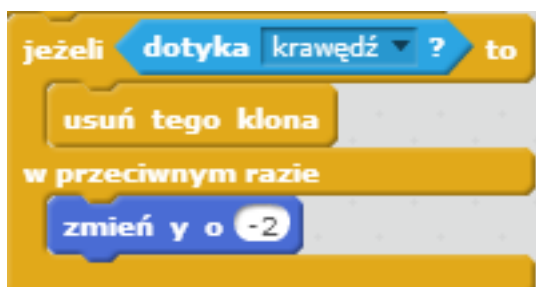 jeżeli dotyka krawędź ? to
usuń tego klona
w przeciwnym razie
zmień y o -2